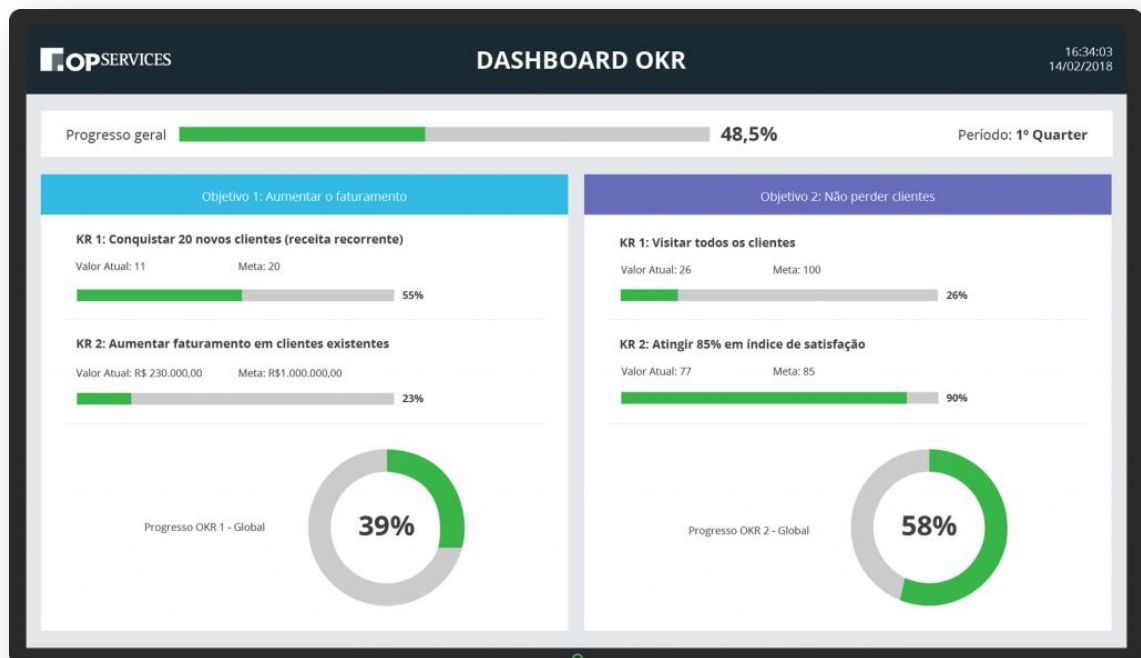 OPSERVICES
DASHBOARD OKR
16:34:03
14/02/2018
Progresso geral
48,5%
Período: 1º Quarter
Objetivo 1: Aumentar o faturamento
KR 1: Conquistar 20 novos clientes (receita recorrente)
Valor Atual: 11 Meta: 20
55%
KR 2: Aumentar faturamento em clientes existentes
Valor Atual: R$ 230.000,00 Meta: R$1.000.000,00
23%
Progresso OKR 1 - Global
39%
Objetivo 2: Não perder clientes
KR 1: Visitar todos os clientes
Valor Atual: 26 Meta: 100
26%
KR 2: Atingir 85% em índice de satisfação
Valor Atual: 77 Meta: 85
90%
Progresso OKR 2 - Global
58%